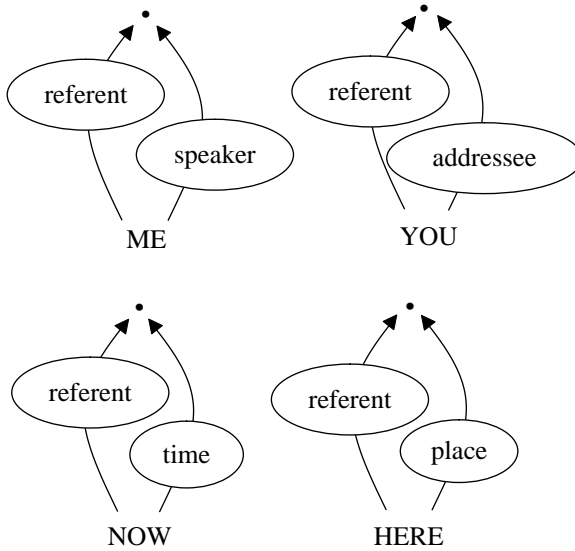 referent
speaker
ME
referent
addressee
YOU
referent
time
NOW
referent
place
HERE